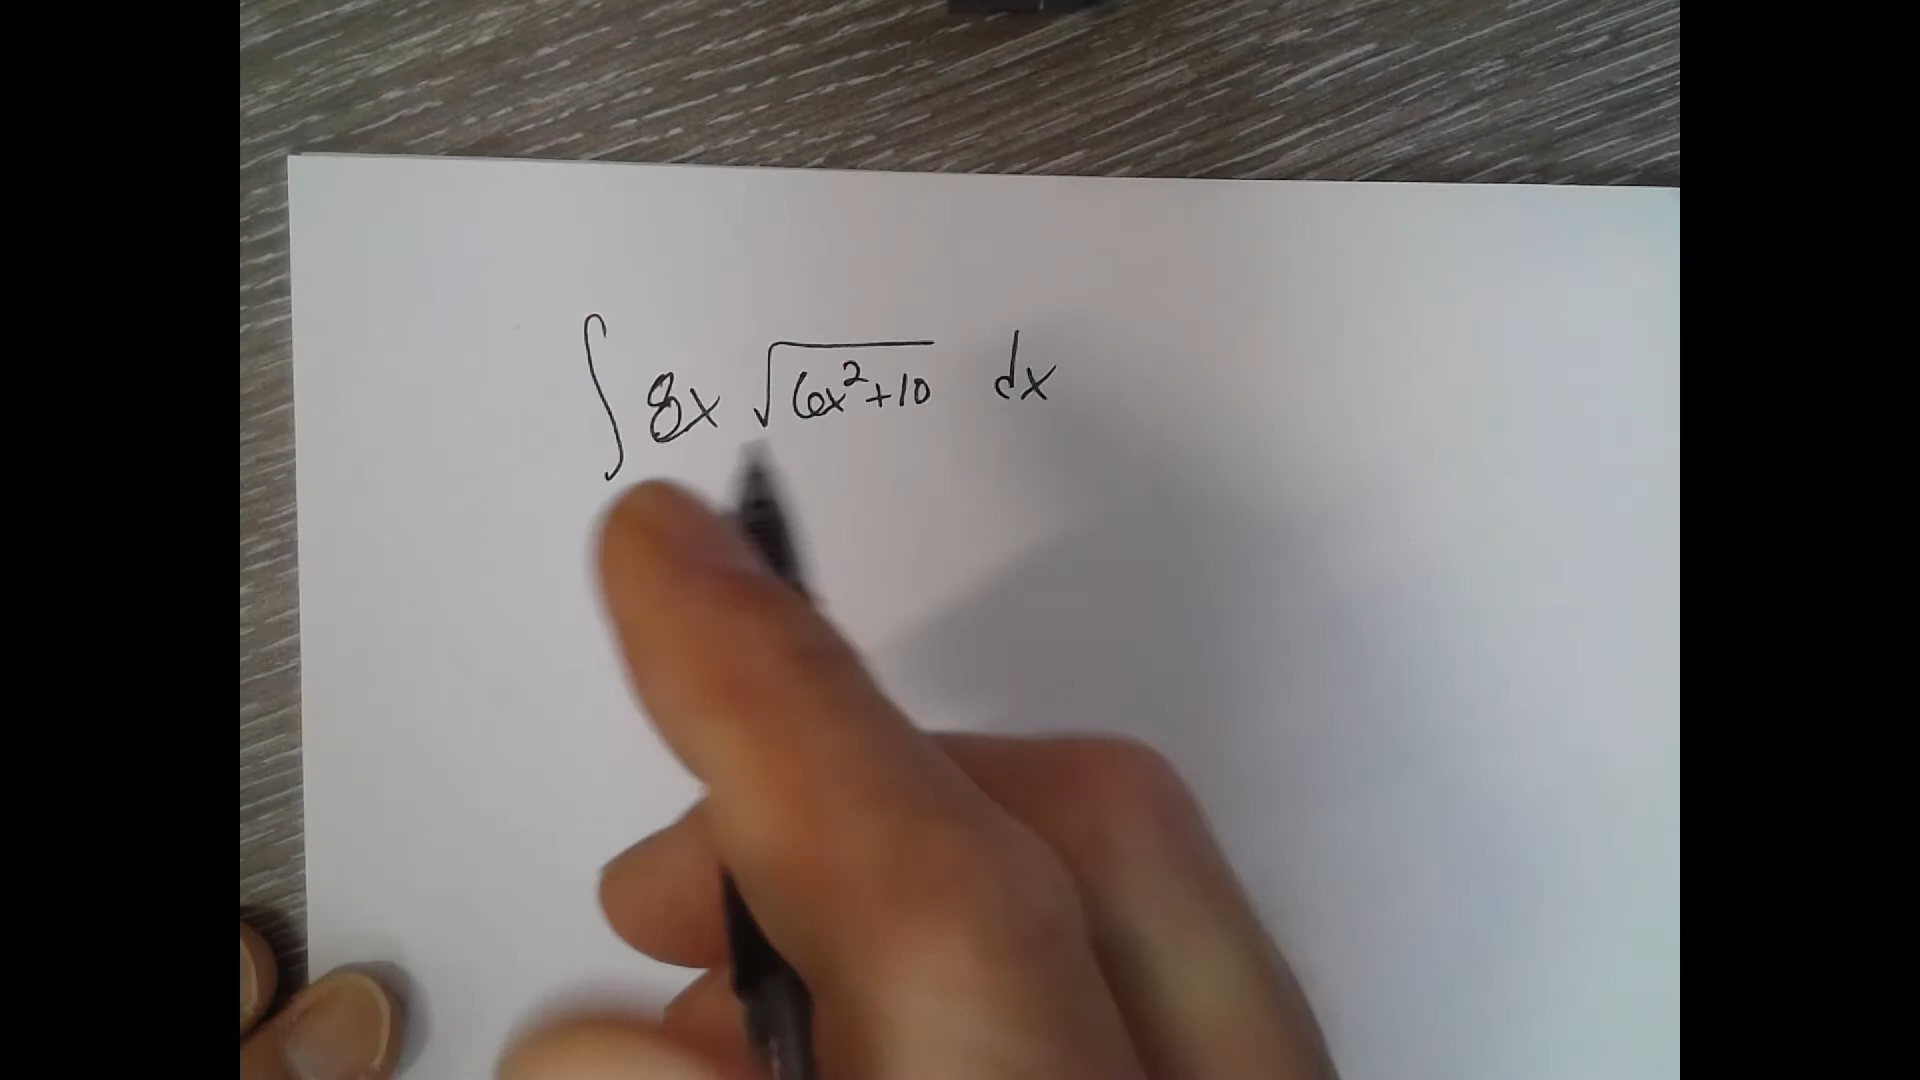 ∫ 8x √(6x²+10) dx